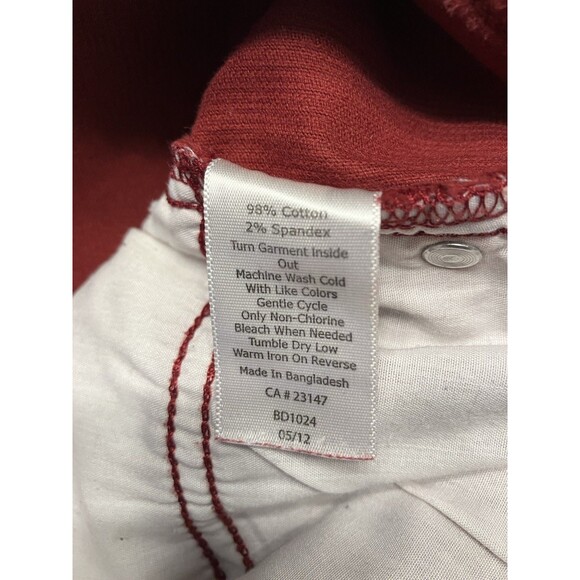 98% Cotton
2% Spandex
Turn Garment Inside
Out
Machine Wash Cold
With Like Colors
Gentle Cycle
Only Non-Chlorine
Bleach When Needed
Tumble Dry Low
Warm Iron On Reverse
Made In Bangladesh
CA # 23147
BD1024
05/12